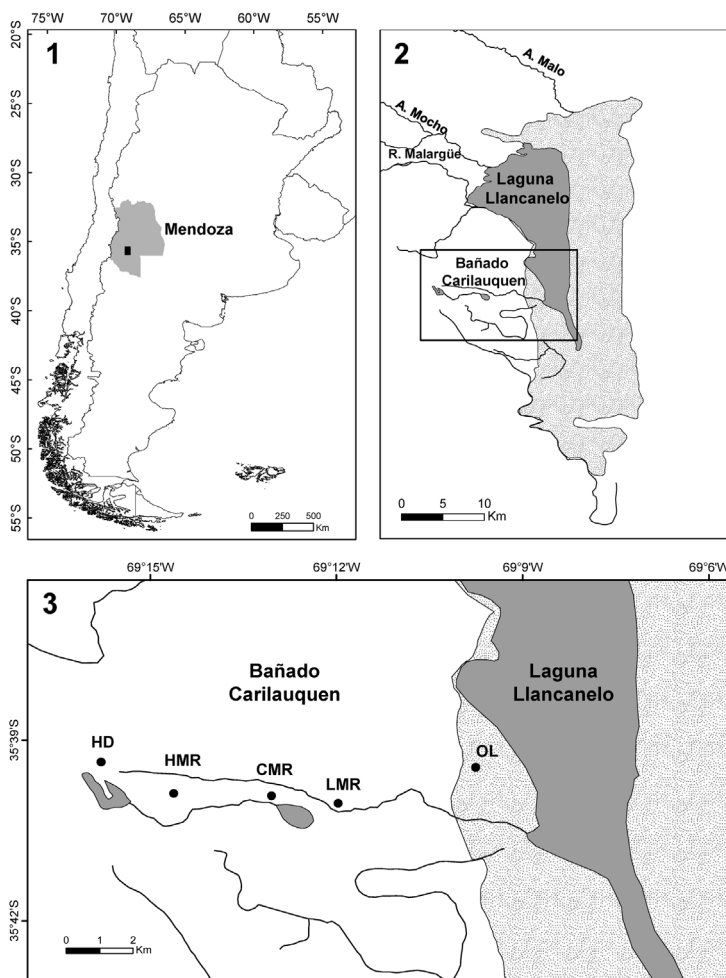 75°W 70°W 69°W 65°W 60°W 55°W
20°S
25°S
30°S
35°S
40°S
45°S
50°S
55°S
1
Mendoza
0 250 500
Km
2
A. Malo
A. Mocho
R. Malargüe
Laguna
Llancanelo
Bañado
Carilauquen
0 5 10
Km
69°15'W 69°12'W 69°9'W 69°6'W
35°39'S
35°42'S
3
Bañado
Carilauquen
Laguna
Llancanelo
HD
HMR
CMR
LMR
OL
0 1 2
Km